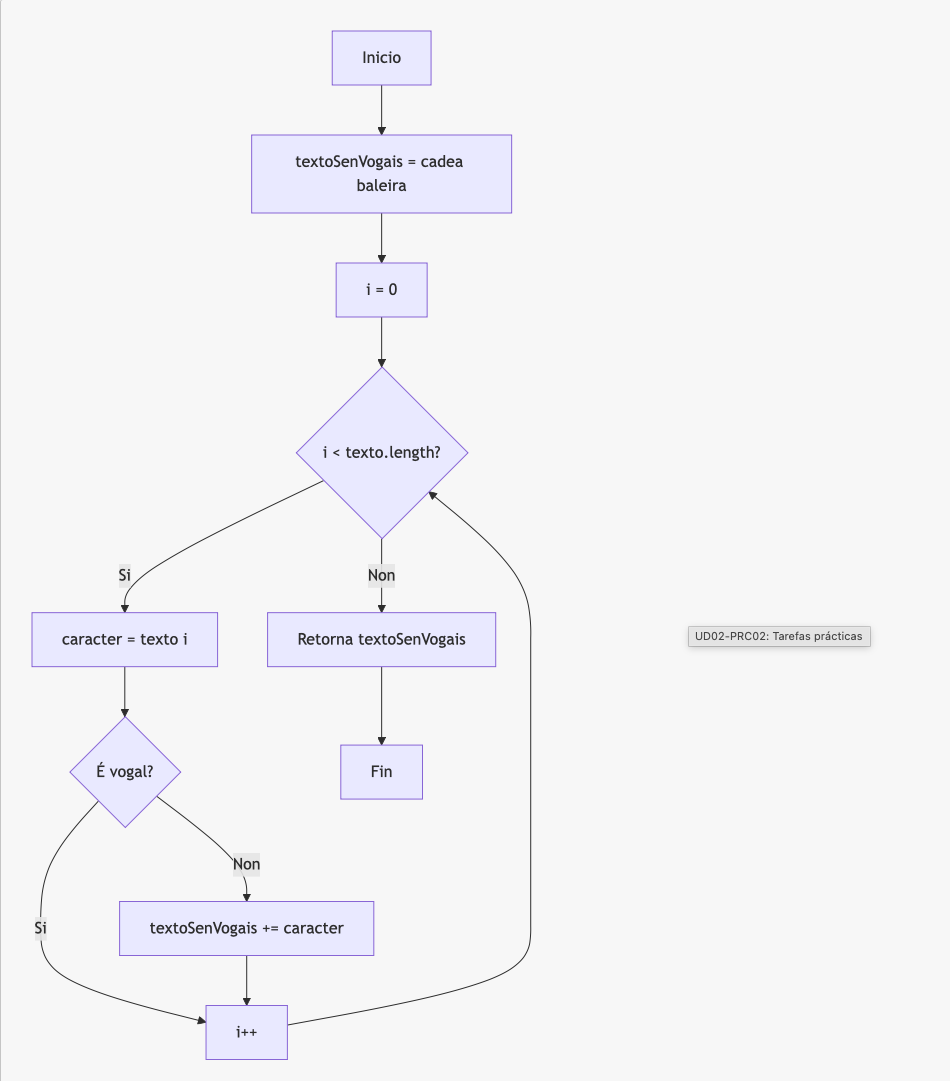 Inicio
textoSenVogais = cadea
baleira
i = 0
i < texto.length?
Si
Non
caracter = texto i
Retorna textoSenVogais
UD02-PRC02: Tarefas prácticas
É vogal?
Fin
Non
textoSenVogais += caracter
Si
i++